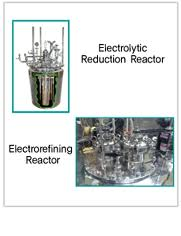 Electrolytic
Reduction Reactor
Electrorefining
Reactor